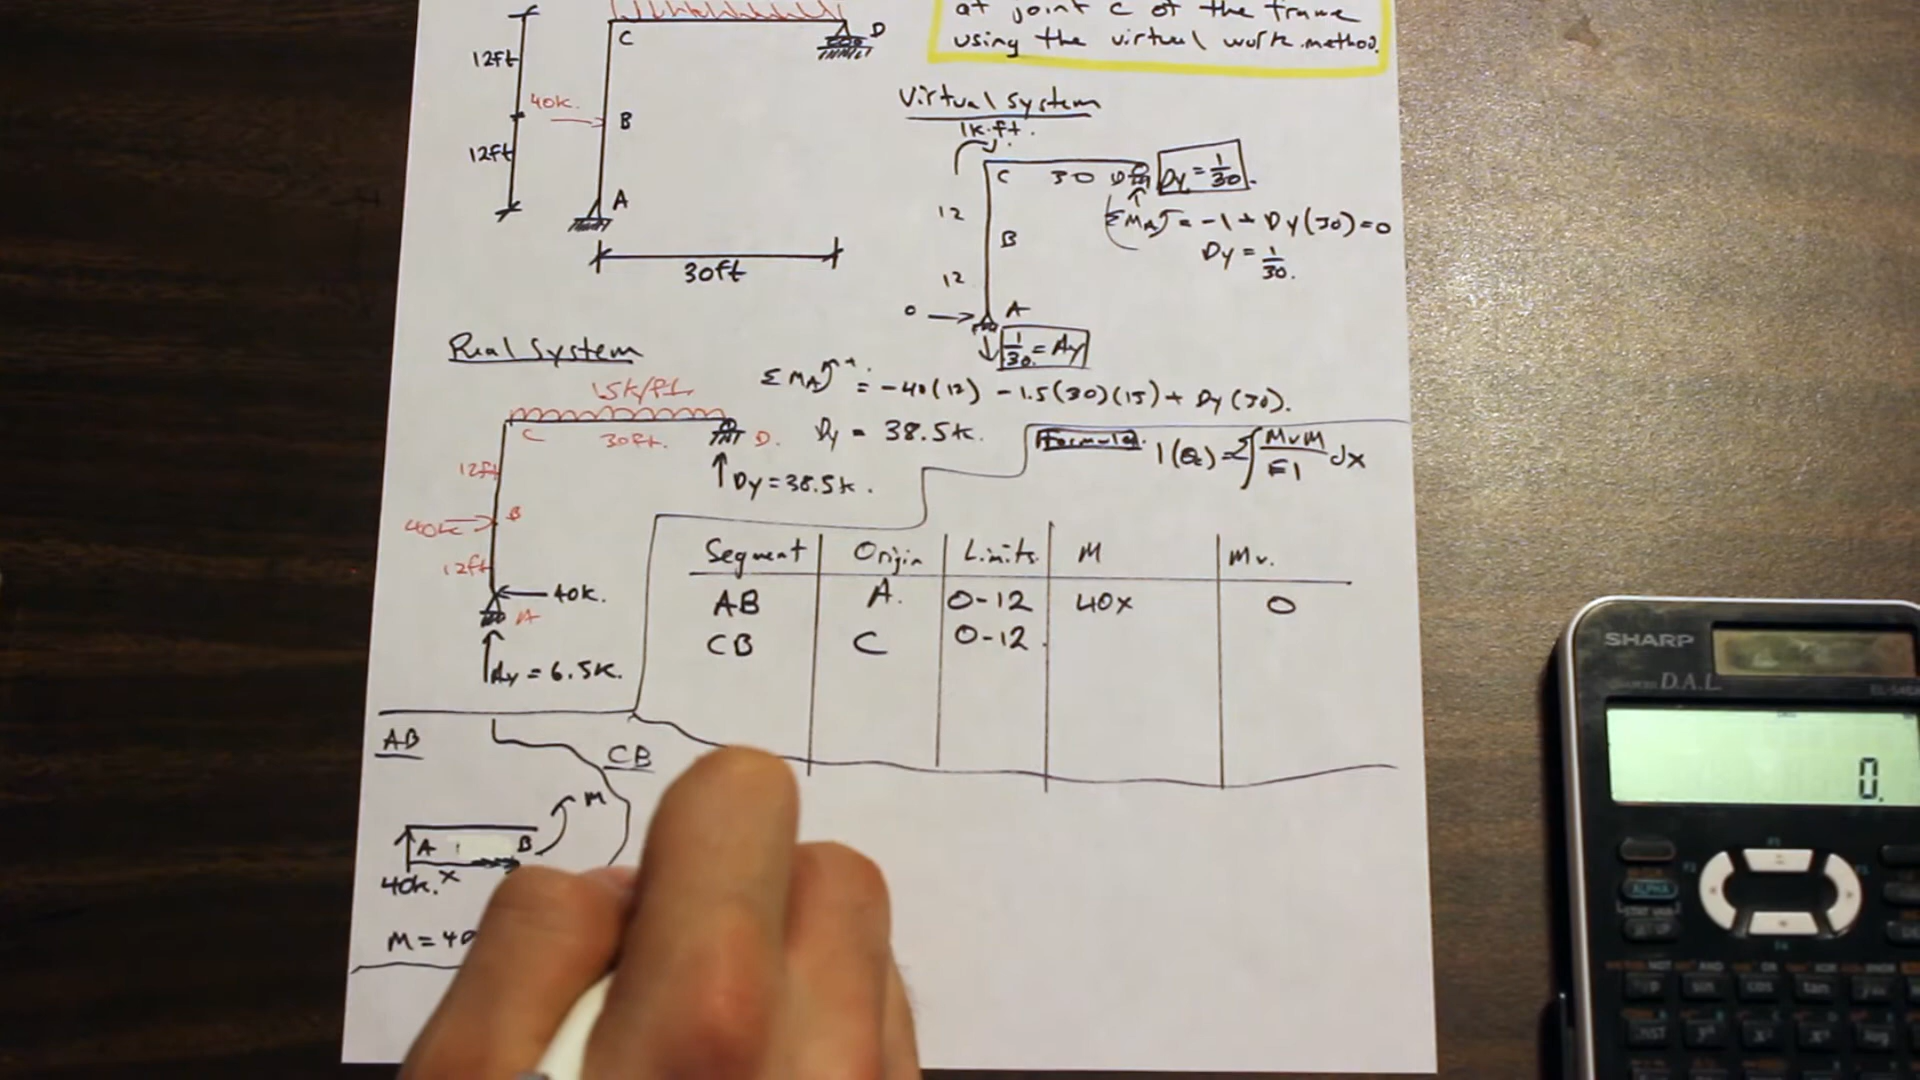 at joint C of the frame
using the virtual work method.
C
D
12ft
40k.
B
12ft
A
30ft
Virtual System
1k.ft.
C 30 D
Dy = 1/30.
12
B
ΣMA = -1 + Dy(30) = 0
Dy = 1/30.
12
0 → A
1/30. = Ay
Real System
ΣMA + = -40(12) - 1.5(30)(15) + Dy(30).
1.5k/ft
C 30ft. D.
Dy = 38.5k.
Formula. 1(θc) = Σ∫ MvM/EI dx
12ft
Dy = 38.5k.
40k B
12ft
40k.
A
Ay = 6.5k.
Segment Origin Limits M Mv.
AB A. 0-12 40x 0
CB C 0-12.
AB
CB
M
A B
40k. x
M = 40
SHARP
D.A.L.
0.
ALPHA
sin cos tan